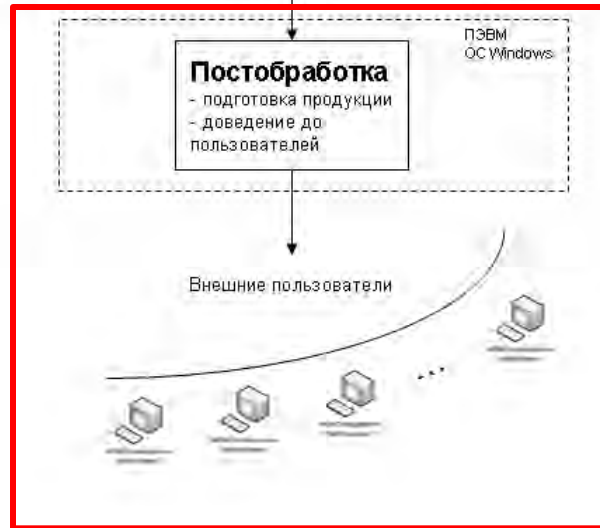 ПЭВМ
ОС Windows
Постобработка
- подготовка продукции
- доведение до
пользователей
Внешние пользователи
...